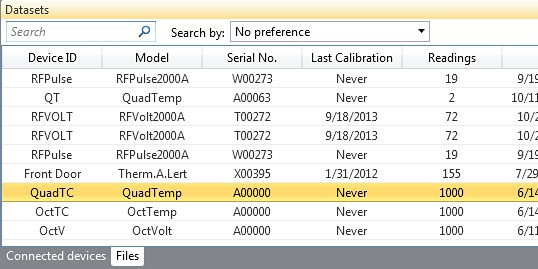 Datasets
Search Search by: No preference
Device ID Model Serial No. Last Calibration Readings
RFPulse RFPulse2000A W00273 Never 19 9/19
QT QuadTemp A00063 Never 2 10/11
RFVOLT RFVolt2000A T00272 9/18/2013 72 10/2
RFVOLT RFVolt2000A T00272 9/18/2013 72 10/2
RFPulse RFPulse2000A W00273 Never 19 9/19
Front Door Therm.A.Lert X00395 1/31/2012 155 7/29
QuadTC QuadTemp A00000 Never 1000 6/14
OctTC OctTemp A00000 Never 1000 6/14
OctV OctVolt A00000 Never 1000 6/11
Connected devices Files